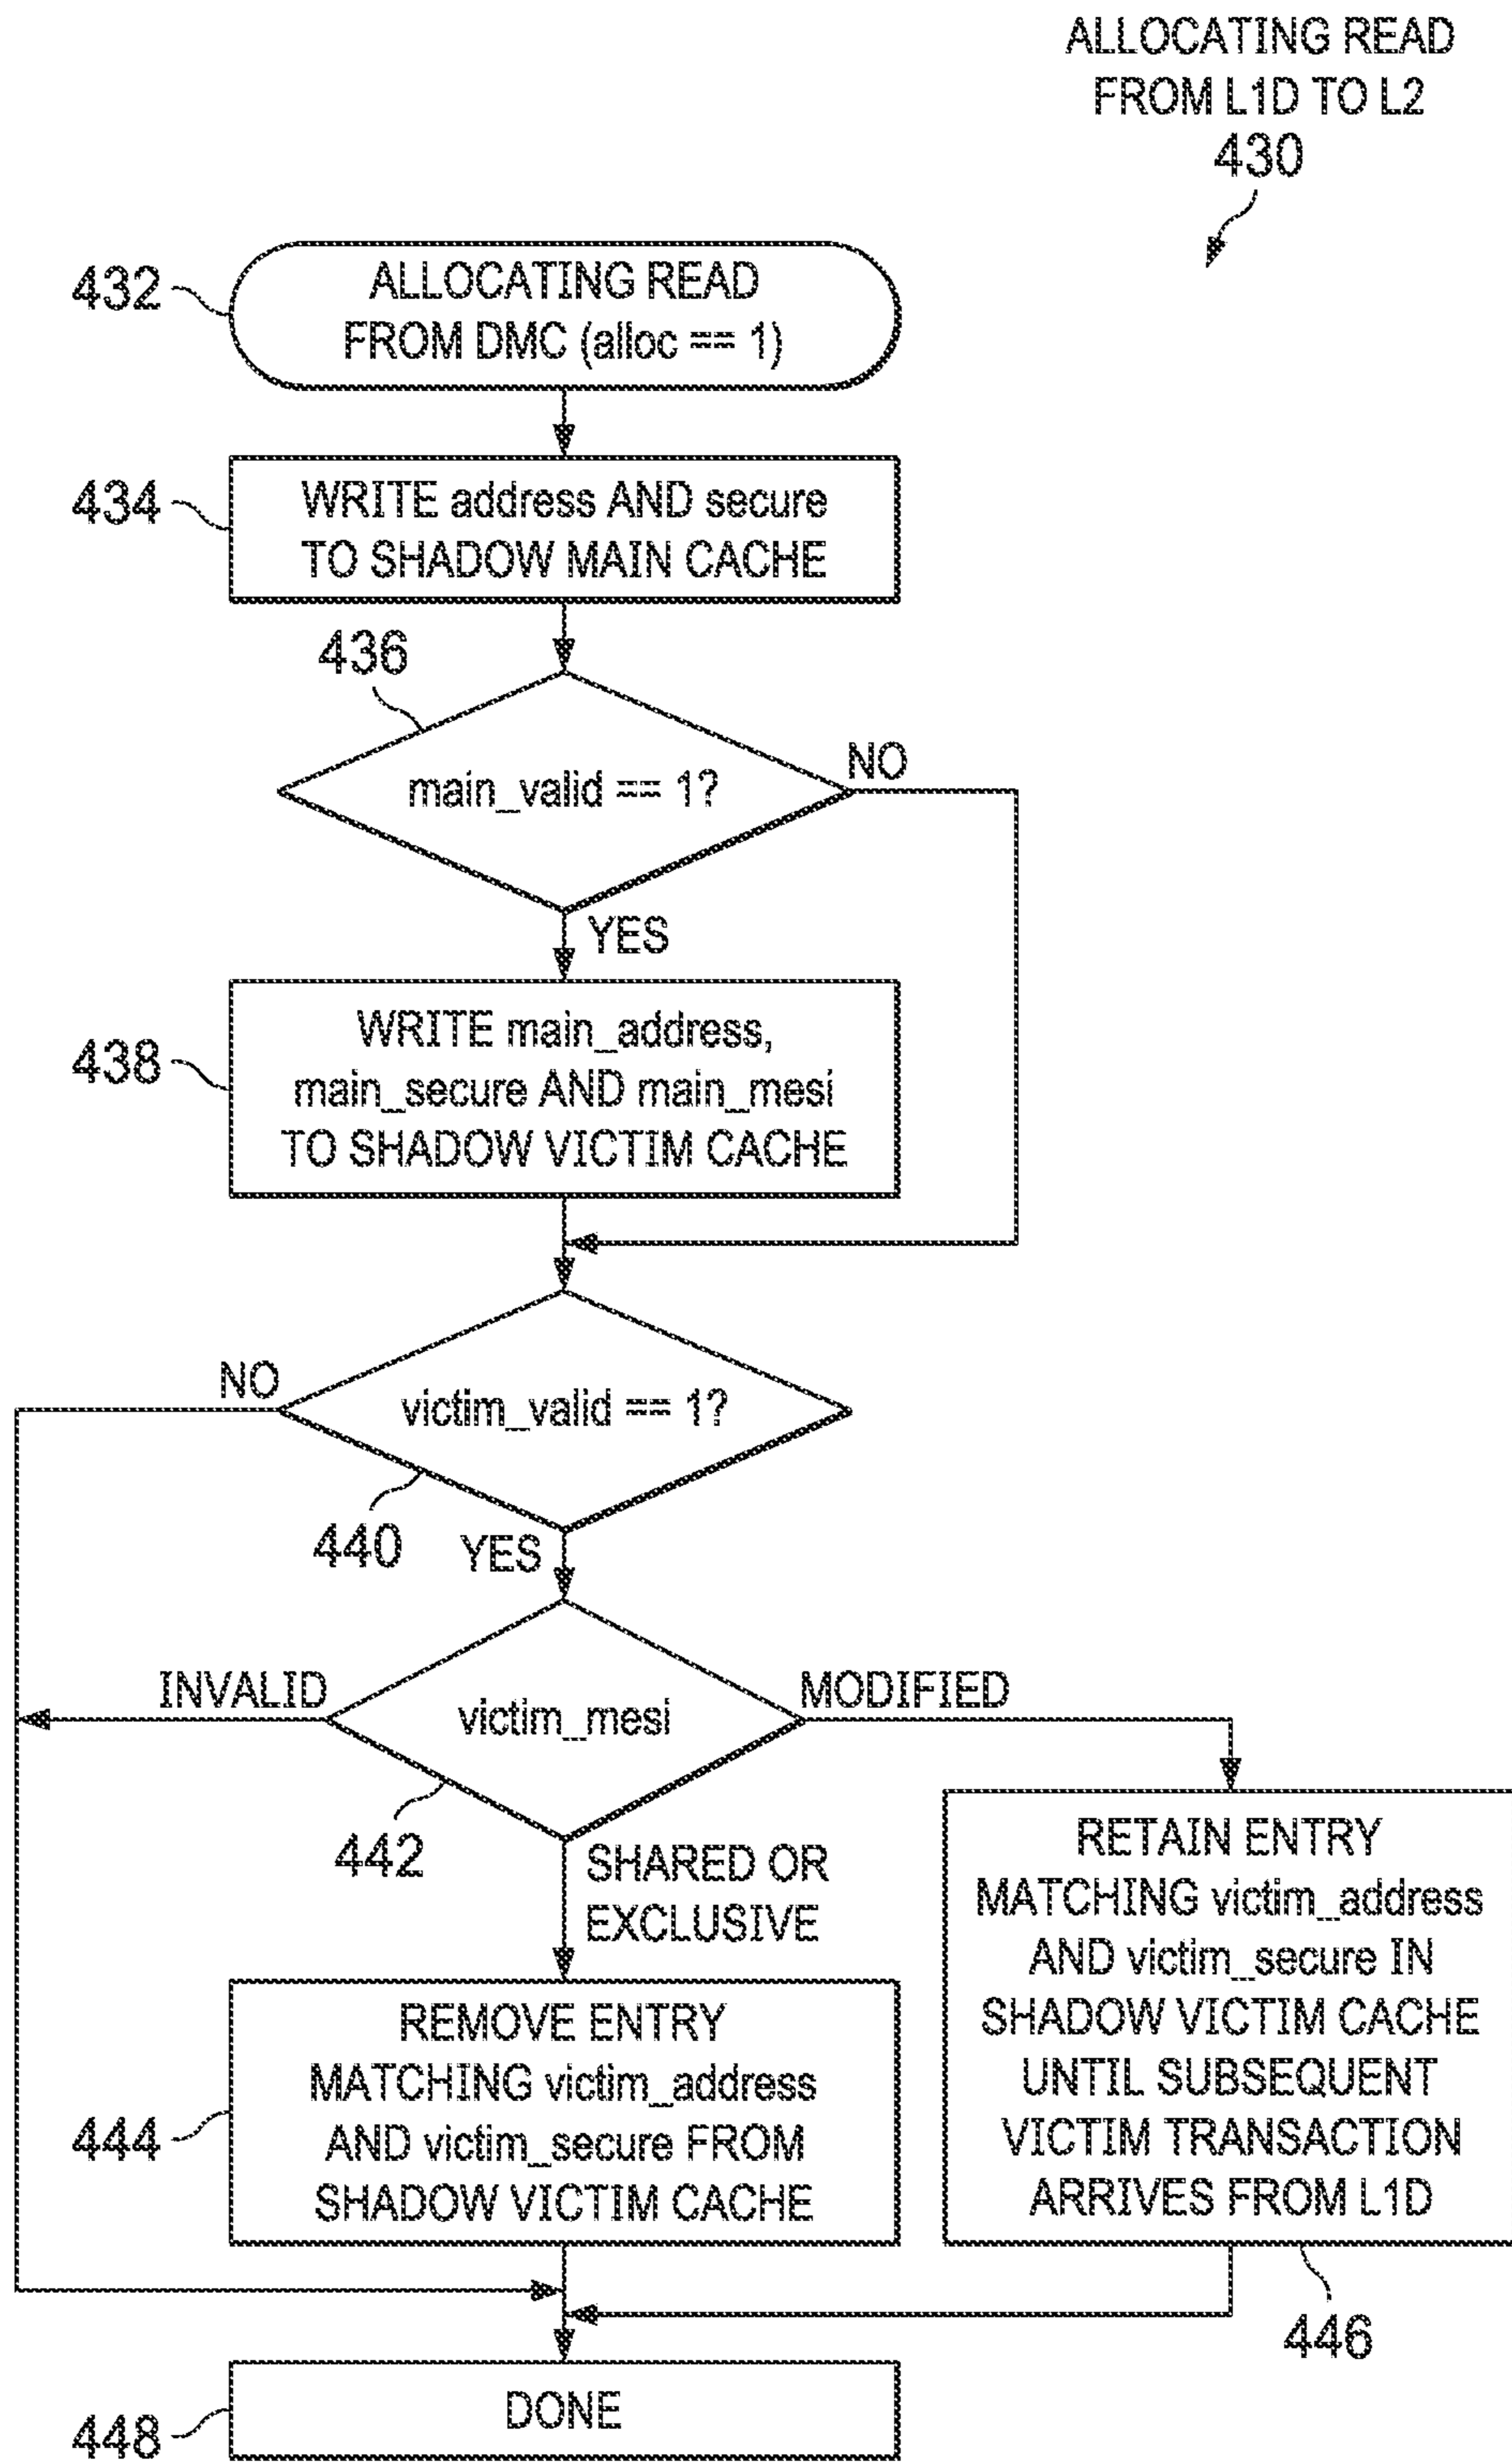 ALLOCATING READ
FROM L1D TO L2
430
432
ALLOCATING READ
FROM DMC (alloc == 1)
434
WRITE address AND secure
TO SHADOW MAIN CACHE
436
main_valid == 1?
NO
YES
438
WRITE main_address,
main_secure AND main_mesi
TO SHADOW VICTIM CACHE
NO
victim_valid == 1?
440
YES
INVALID
victim_mesi
MODIFIED
442
SHARED OR
EXCLUSIVE
444
REMOVE ENTRY
MATCHING victim_address
AND victim_secure FROM
SHADOW VICTIM CACHE
RETAIN ENTRY
MATCHING victim_address
AND victim_secure IN
SHADOW VICTIM CACHE
UNTIL SUBSEQUENT
VICTIM TRANSACTION
ARRIVES FROM L1D
446
448
DONE